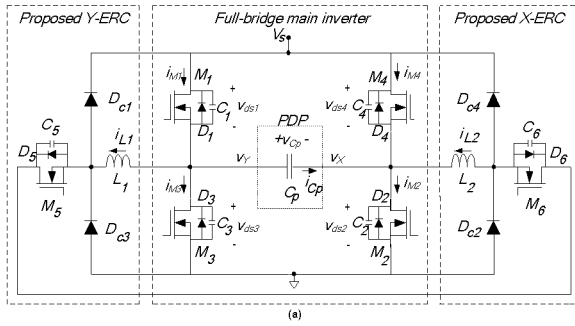 Proposed Y-ERC Full-bridge main inverter Proposed X-ERC
Vs
iM1 M1 + M4 iM4
Dc1 C1 vds1 vds4 C4 Dc4
D1 - PDP - D4
C5 +vCp- C6
D5 iL1 vY vX iL2 D6
L1 iM3 Cp iCp iM2 L2
M5 D3 + + D2 M6
Dc3 C3 vds3 vds2 C2 Dc2
M3 - - M2
(a)